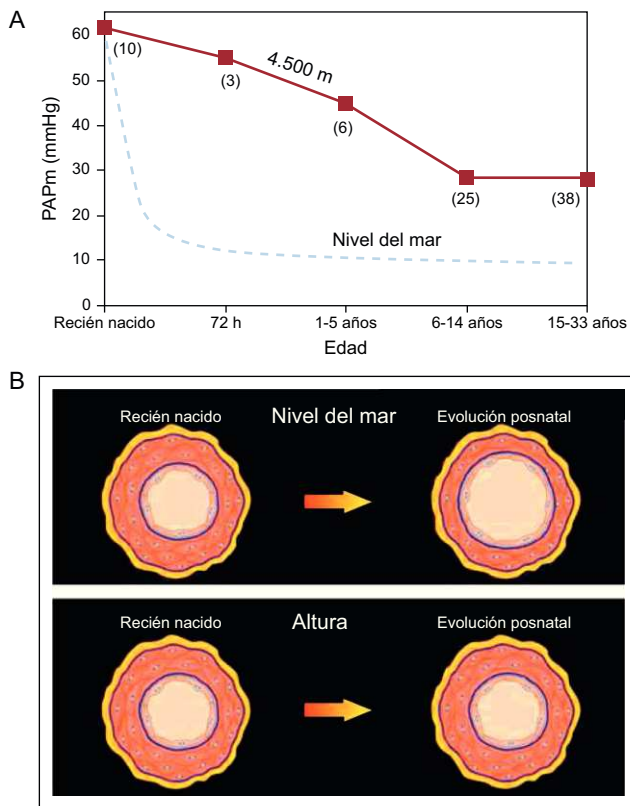 A
PAPm (mmHg)
60
50
40
30
20
10
0
(10)
(3)
4.500 m
(6)
(25)
(38)
Nivel del mar
Recién nacido
72 h
1-5 años
6-14 años
15-33 años
Edad
B
Recién nacido
Nivel del mar
Evolución posnatal
Recién nacido
Altura
Evolución posnatal